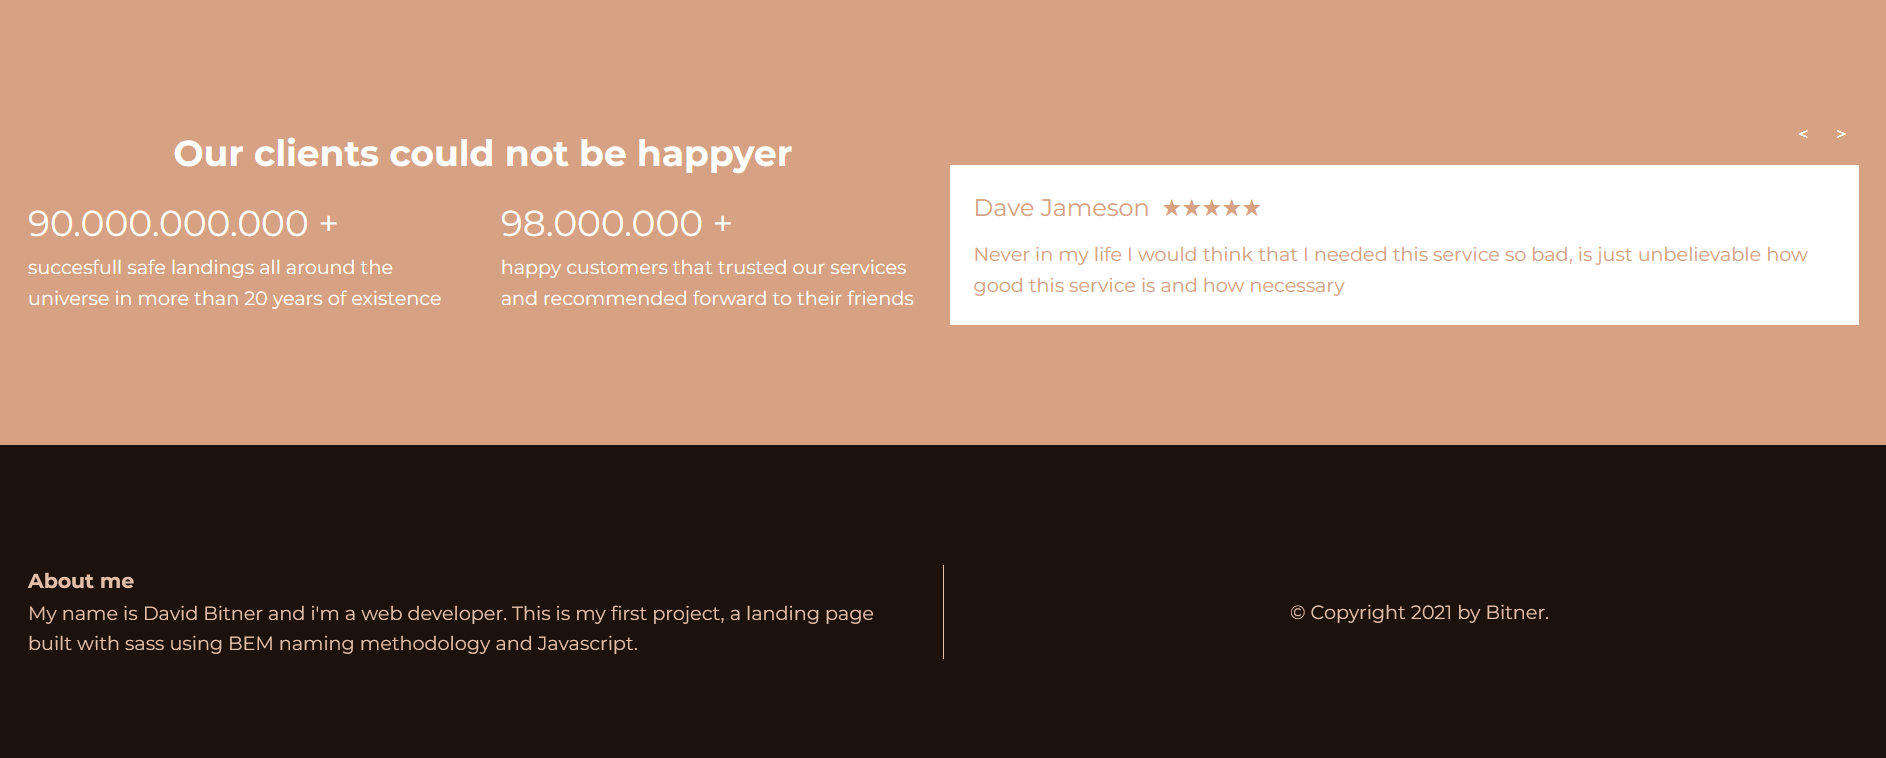 Our clients could not be happyer
90.000.000.000 +
succesfull safe landings all around the
universe in more than 20 years of existence
98.000.000 +
happy customers that trusted our services
and recommended forward to their friends
< >
Dave Jameson ★★★★★
Never in my life I would think that I needed this service so bad, is just unbelievable how
good this service is and how necessary
About me
My name is David Bitner and i'm a web developer. This is my first project, a landing page
built with sass using BEM naming methodology and Javascript.
© Copyright 2021 by Bitner.